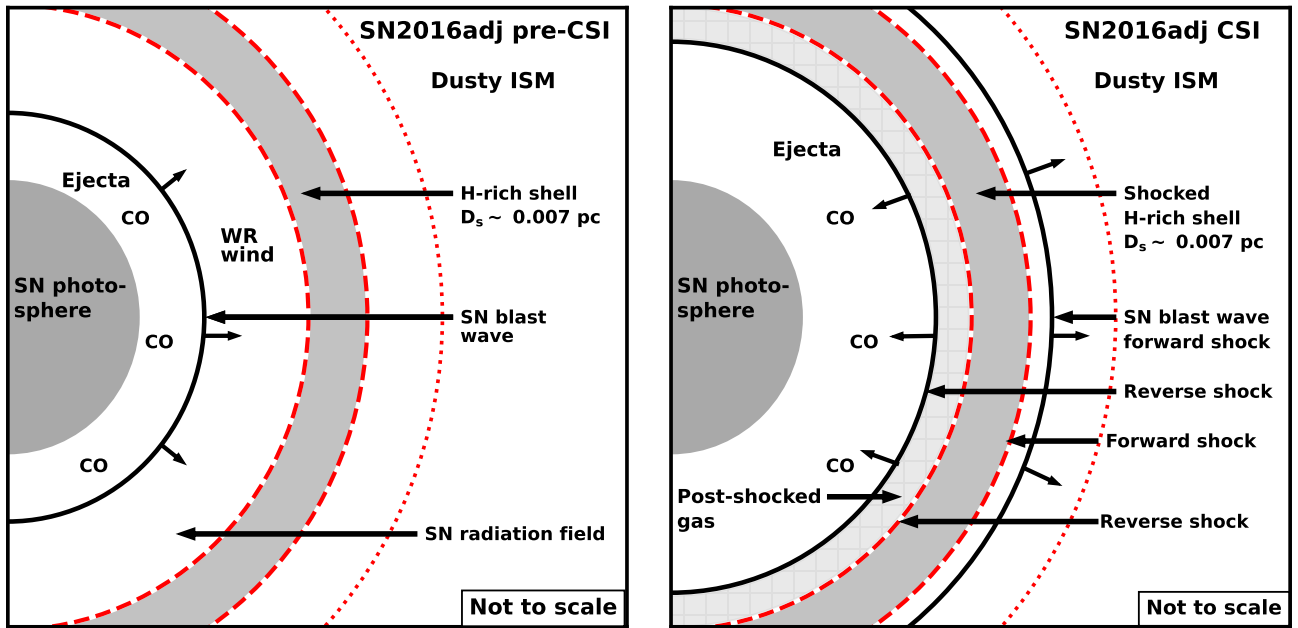 SN2016adj pre-CSI
Dusty ISM
Ejecta
CO
H-rich shell
Ds ~ 0.007 pc
WR
wind
SN photo-
sphere
SN blast
wave
CO
CO
SN radiation field
Not to scale
SN2016adj CSI
Dusty ISM
Ejecta
CO
Shocked
H-rich shell
Ds ~ 0.007 pc
SN photo-
sphere
SN blast wave
forward shock
CO
Reverse shock
Forward shock
CO
Post-shocked
gas
Reverse shock
Not to scale